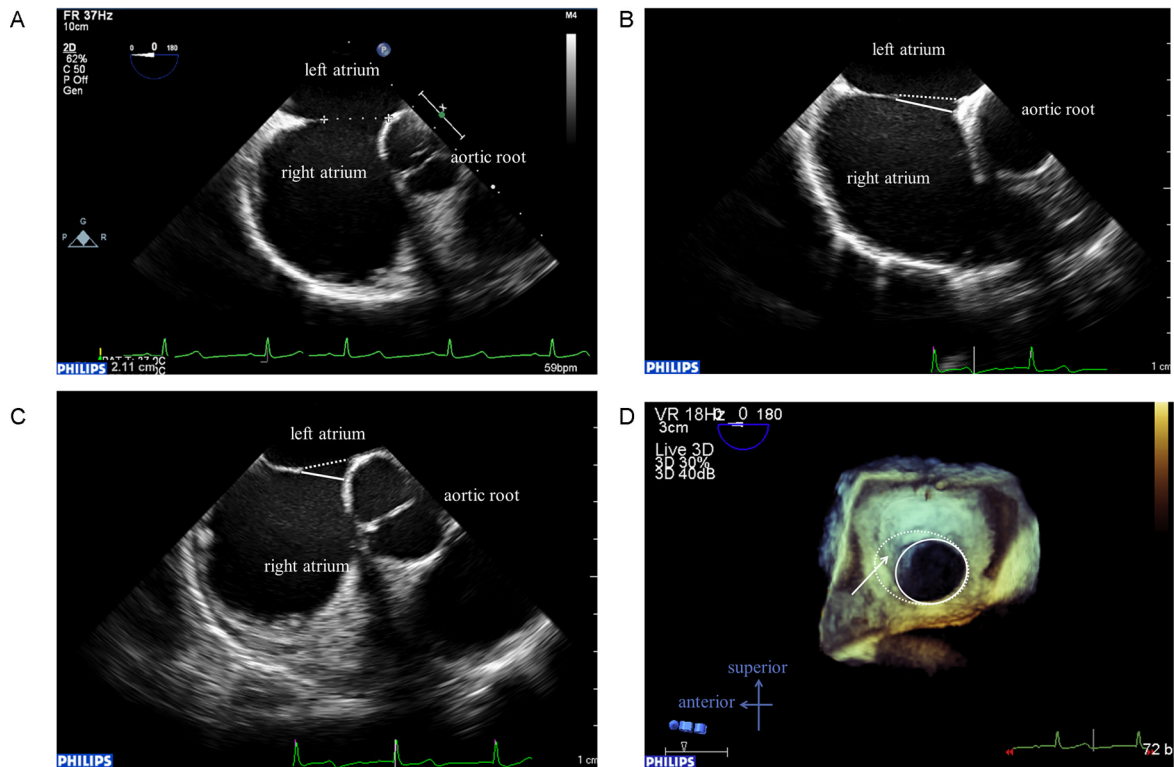 A
FR 37Hz
10cm
2D
62%
C 50
P Off
Gen
0 0 180
P
M4
left atrium
right atrium
aortic root
G
P R
2.11 cm
59bpm
PHILIPS
B
left atrium
aortic root
right atrium
PHILIPS
1 cm
C
left atrium
aortic root
right atrium
PHILIPS
1 cm
D
VR 18Hz
0 0 180
3cm
Live 3D
3D 30%
3D 40dB
superior
anterior
72 b
PHILIPS